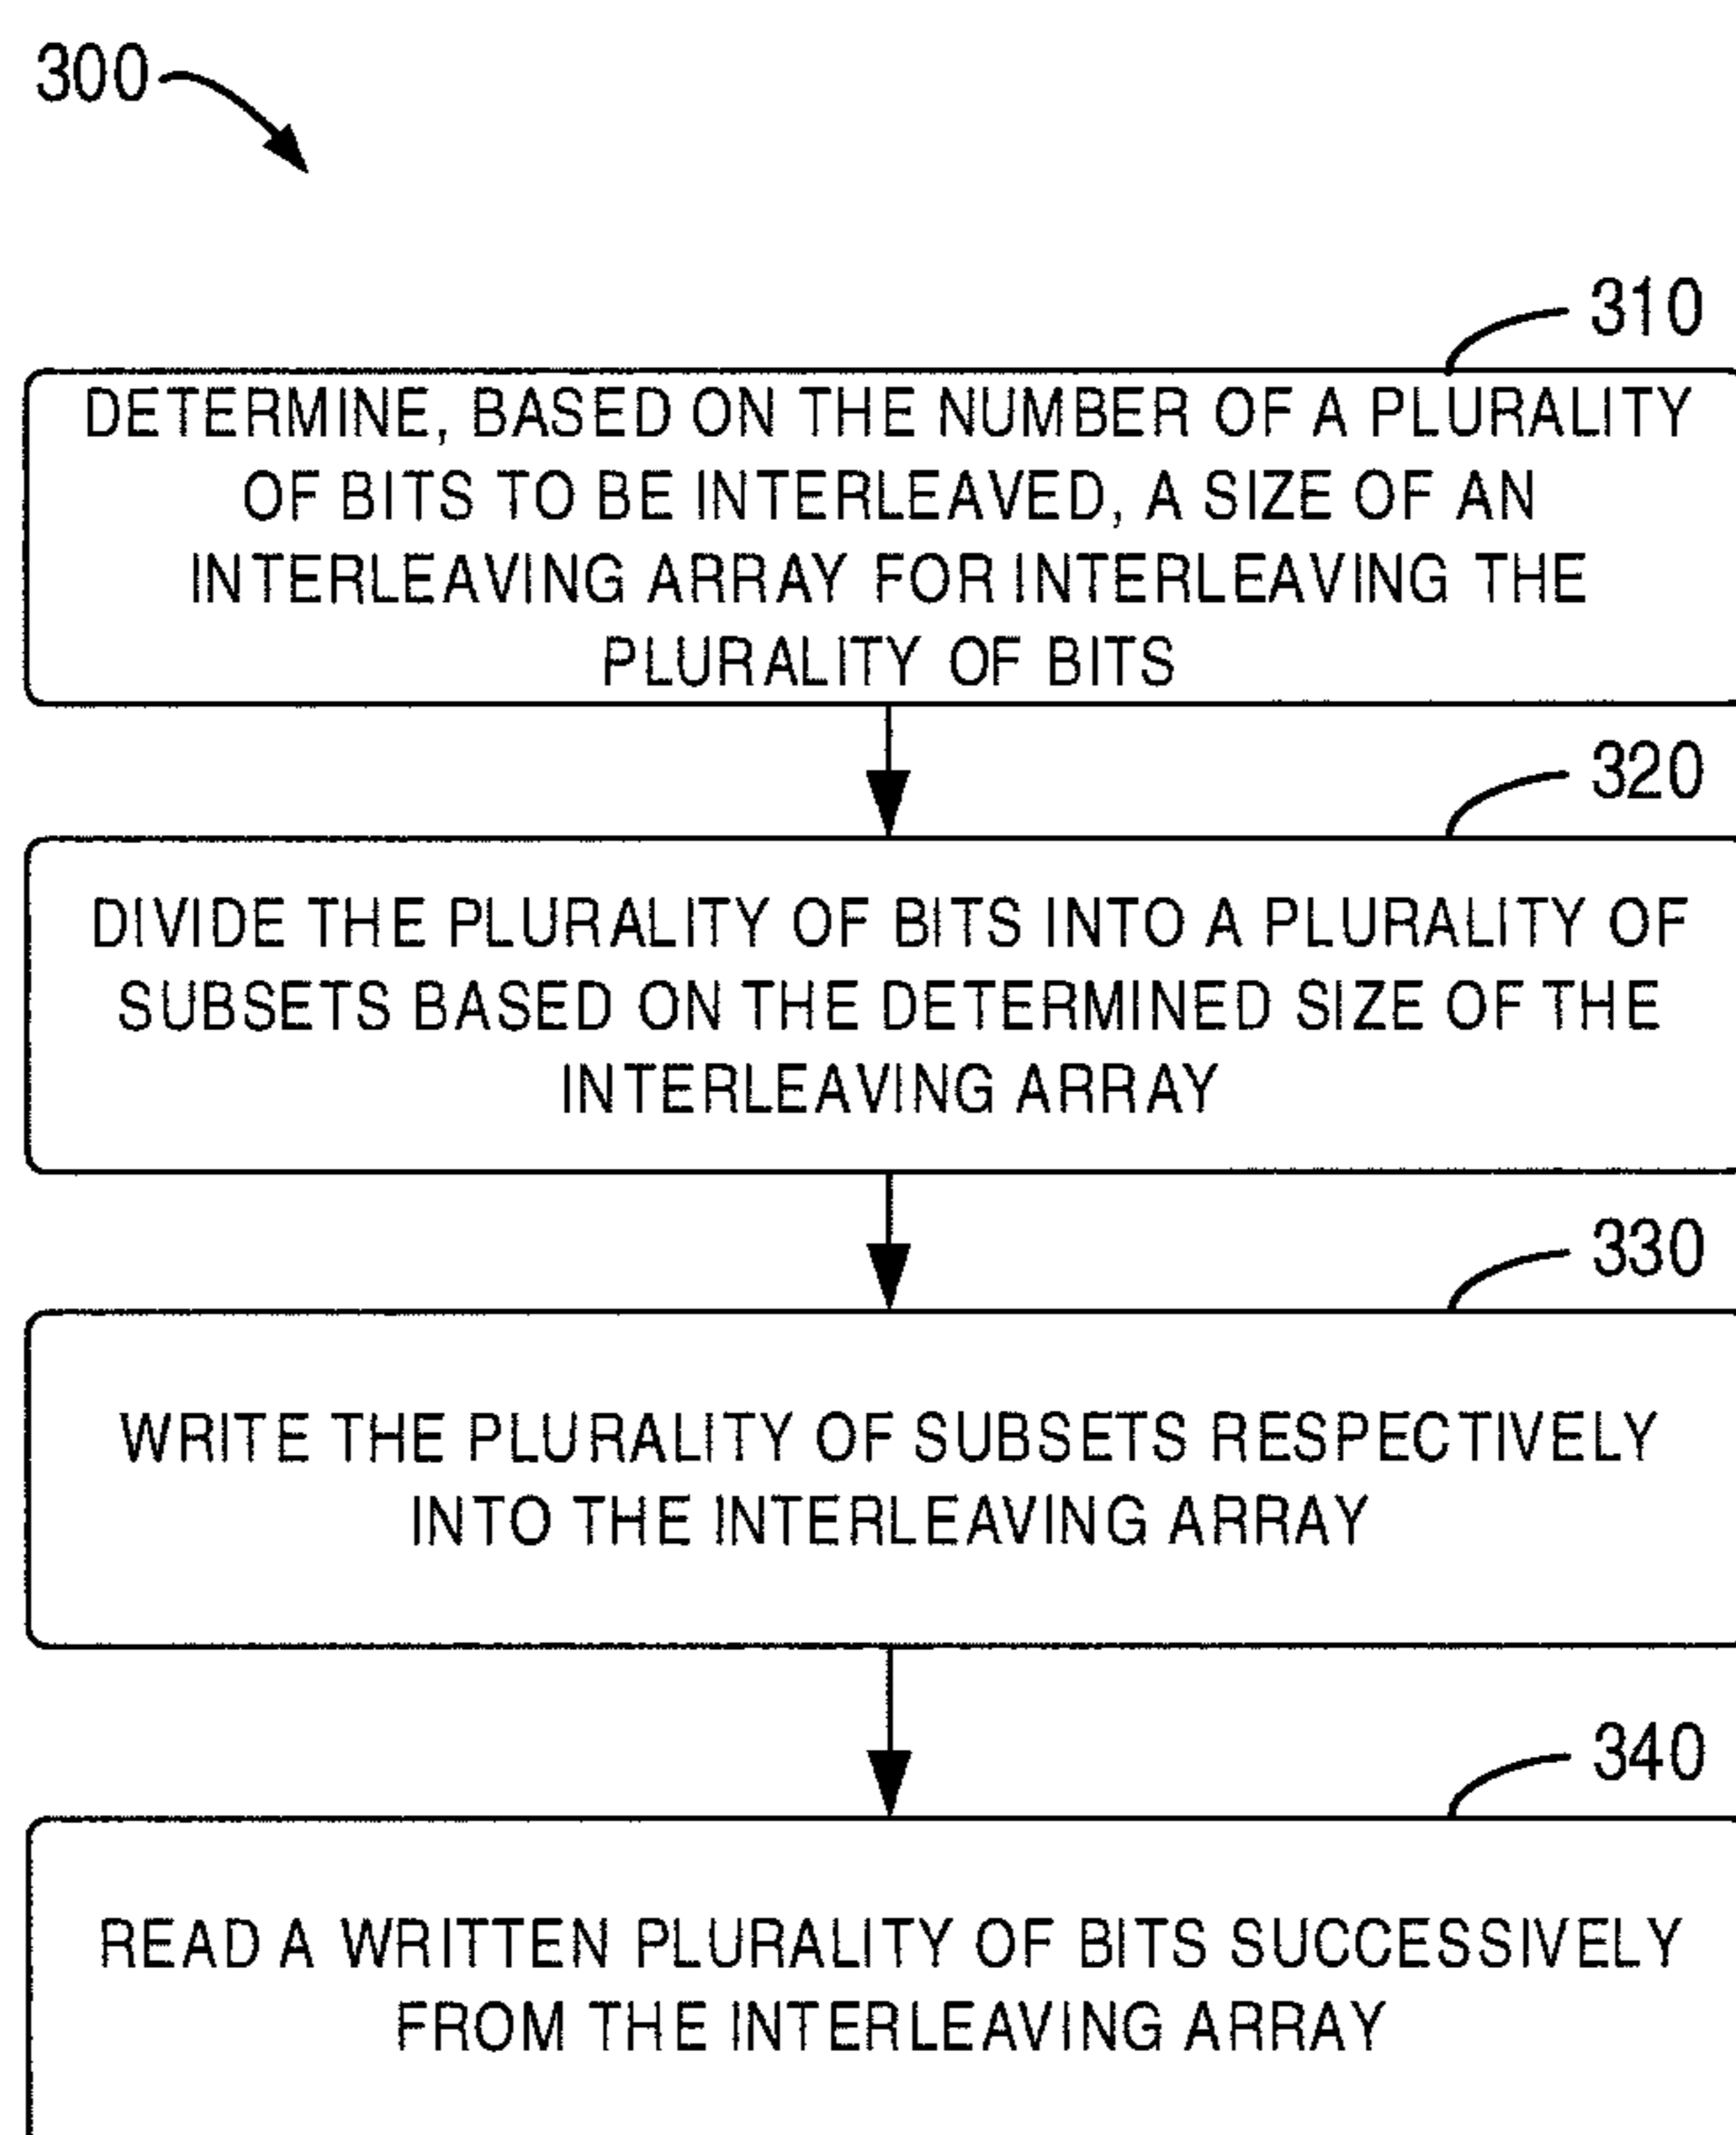 300
310
DETERMINE, BASED ON THE NUMBER OF A PLURALITY
OF BITS TO BE INTERLEAVED, A SIZE OF AN
INTERLEAVING ARRAY FOR INTERLEAVING THE
PLURALITY OF BITS
320
DIVIDE THE PLURALITY OF BITS INTO A PLURALITY OF
SUBSETS BASED ON THE DETERMINED SIZE OF THE
INTERLEAVING ARRAY
330
WRITE THE PLURALITY OF SUBSETS RESPECTIVELY
INTO THE INTERLEAVING ARRAY
340
READ A WRITTEN PLURALITY OF BITS SUCCESSIVELY
FROM THE INTERLEAVING ARRAY